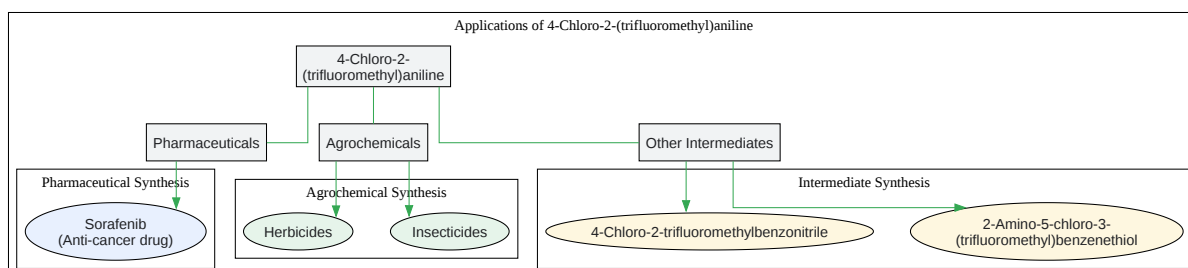 Applications of 4-Chloro-2-(trifluoromethyl)aniline
4-Chloro-2-
(trifluoromethyl)aniline
Pharmaceuticals
Agrochemicals
Other Intermediates
Pharmaceutical Synthesis
Agrochemical Synthesis
Intermediate Synthesis
Sorafenib
(Anti-cancer drug)
Herbicides
Insecticides
4-Chloro-2-trifluoromethylbenzonitrile
2-Amino-5-chloro-3-
(trifluoromethyl)benzenethiol